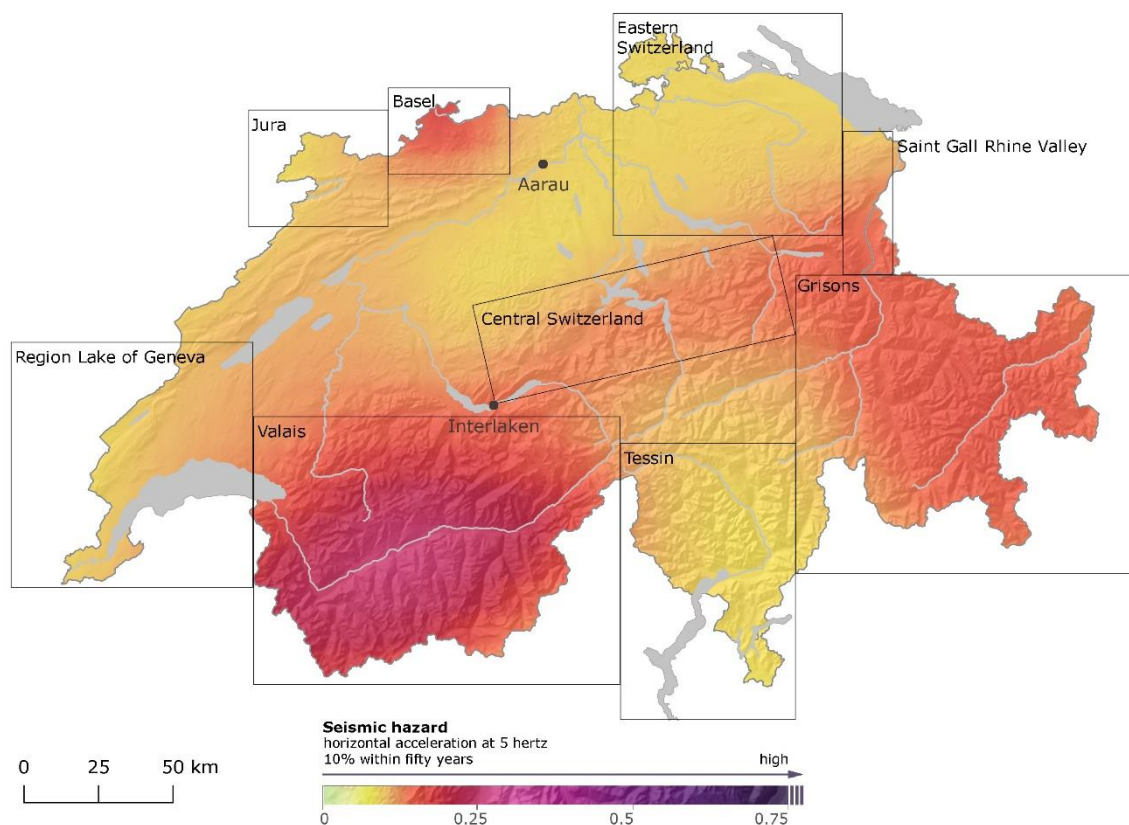 Eastern
Switzerland
Basel
Jura
Saint Gall Rhine Valley
Aarau
Grisons
Central Switzerland
Region Lake of Geneva
Interlaken
Valais
Tessin
Seismic hazard
horizontal acceleration at 5 hertz
10% within fifty years
high
0 25 50 km
0 0.25 0.5 0.75